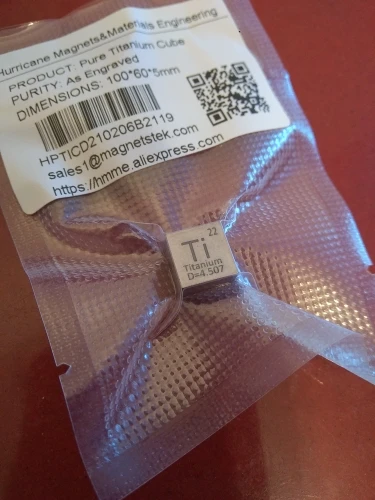 Hurricane Magnets&Materials Engineering
PRODUCT: Pure Titanium Cube
PURITY: As Engraved
DIMENSIONS: 100*60*5mm
HPTICD210206B2119
sales1@magnetstek.com
https://hmme.aliexpress.com
22
Ti
Titanium
D=4.507